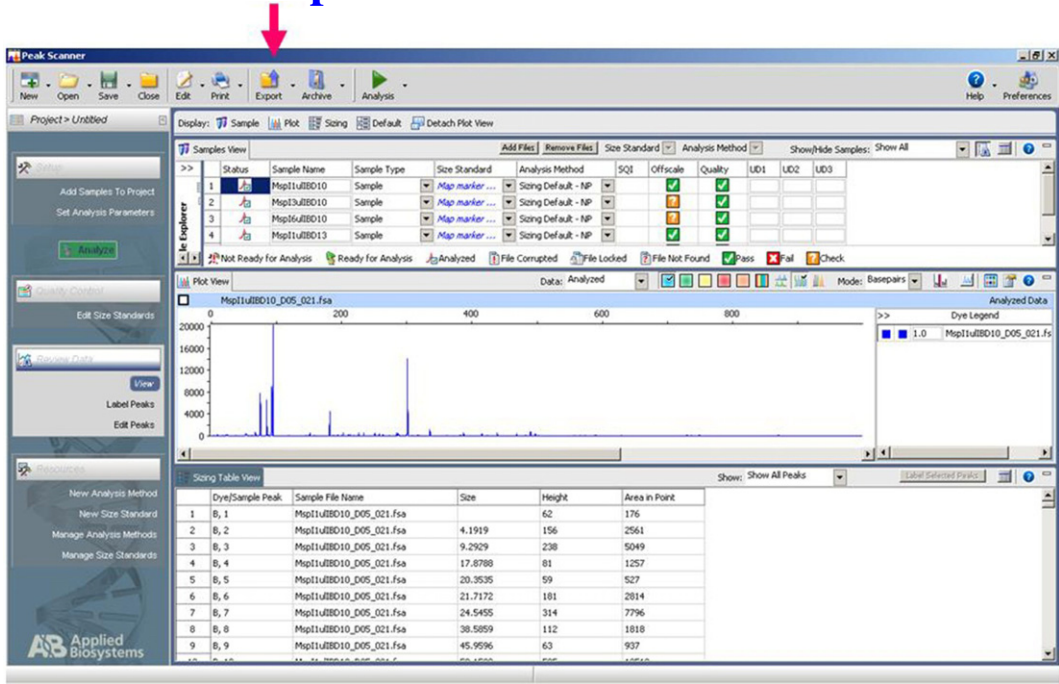 Peak Scanner
New Open Save Close Edit Print Export Archive Analysis Help Preferences
Project > Untitled
Display: Sample Plot Sizing Default Detach Plot View
Samples View Add Files Remove Files Size Standard Analysis Method Show/Hide Samples: Show All
>> Status Sample Name Sample Type Size Standard Analysis Method SQI Offscale Quality UD1 UD2 UD3
1 MspI1ulIBD10 Sample Map marker ... Sizing Default - NP
2 MspI3ulIBD10 Sample Map marker ... Sizing Default - NP
3 MspI6ulIBD10 Sample Map marker ... Sizing Default - NP
4 MspI1ulIBD13 Sample Map marker ... Sizing Default - NP
le Explorer
Not Ready for Analysis Ready for Analysis Analyzed File Corrupted File Locked File Not Found Pass Fail Check
Setup
Add Samples To Project
Set Analysis Parameters
Analyze
Quality Control
Edit Size Standards
Review Data
View
Label Peaks
Edit Peaks
Resources
New Analysis Method
New Size Standard
Manage Analysis Methods
Manage Size Standards
AB Applied Biosystems
Plot View Data: Analyzed Mode: Basepairs
MspI1ulIBD10_D05_021.fsa Analyzed Data
0 200 400 600 800
>> Dye Legend
1.0 MspI1ulIBD10_D05_021.fs
20000
16000
12000
8000
4000
0
Sizing Table View Show: Show All Peaks Label Selected Peaks
Dye/Sample Peak Sample File Name Size Height Area in Point
1 B, 1 MspI1ulIBD10_D05_021.fsa 62 176
2 B, 2 MspI1ulIBD10_D05_021.fsa 4.1919 156 2561
3 B, 3 MspI1ulIBD10_D05_021.fsa 9.2929 238 5049
4 B, 4 MspI1ulIBD10_D05_021.fsa 17.8788 81 1257
5 B, 5 MspI1ulIBD10_D05_021.fsa 20.3535 59 527
6 B, 6 MspI1ulIBD10_D05_021.fsa 21.7172 181 2814
7 B, 7 MspI1ulIBD10_D05_021.fsa 24.5455 314 7796
8 B, 8 MspI1ulIBD10_D05_021.fsa 38.5859 112 1818
9 B, 9 MspI1ulIBD10_D05_021.fsa 45.9596 63 937